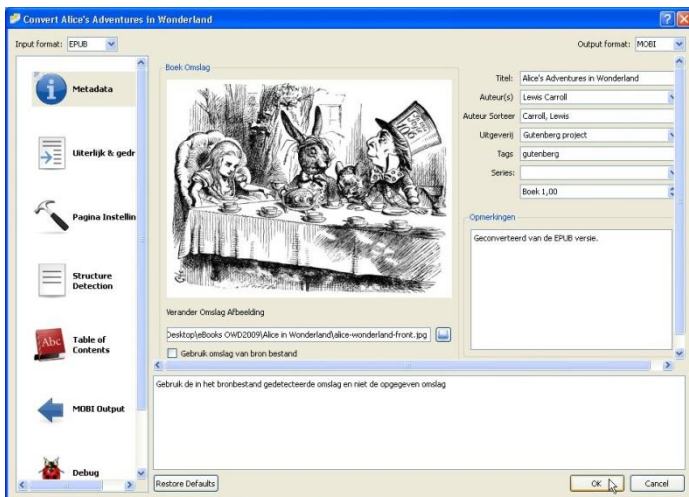 Convert Alice's Adventures in Wonderland
Input format: EPUB
Output format: MOBI
Metadata
Uiterlijk & gedr
Pagina Instellin
Structure
Detection
Table of
Contents
MOBI Output
Debug
Boek Omslag
Verander Omslag Afbeelding
Desktop\eBooks OWD2009\Alice in Wonderland\alice-wonderland-front.jpg
Gebruik omslag van bron bestand
Titel: Alice's Adventures in Wonderland
Auteur(s) Lewis Carroll
Auteur Sorteer Carroll, Lewis
Uitgeverij Gutenberg project
Tags gutenberg
Series:
Boek 1,00
Opmerkingen
Geconverteerd van de EPUB versie.
Gebruik de in het bronbestand gedetecteerde omslag en niet de opgegeven omslag
Restore Defaults
OK
Cancel